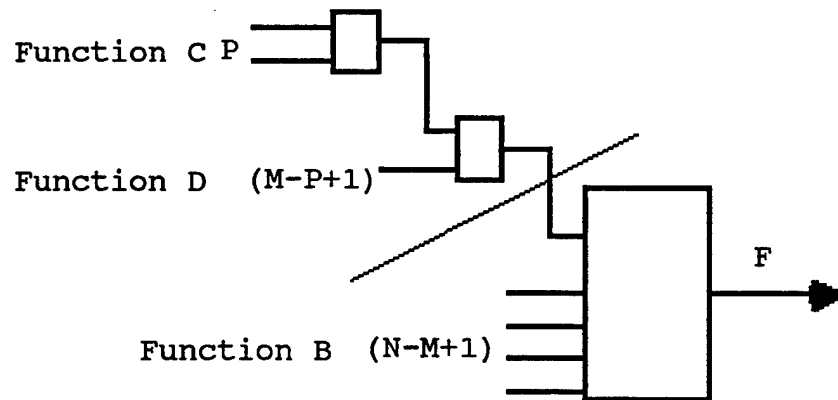 Function C P
Function D (M-P+1)
F
Function B (N-M+1)